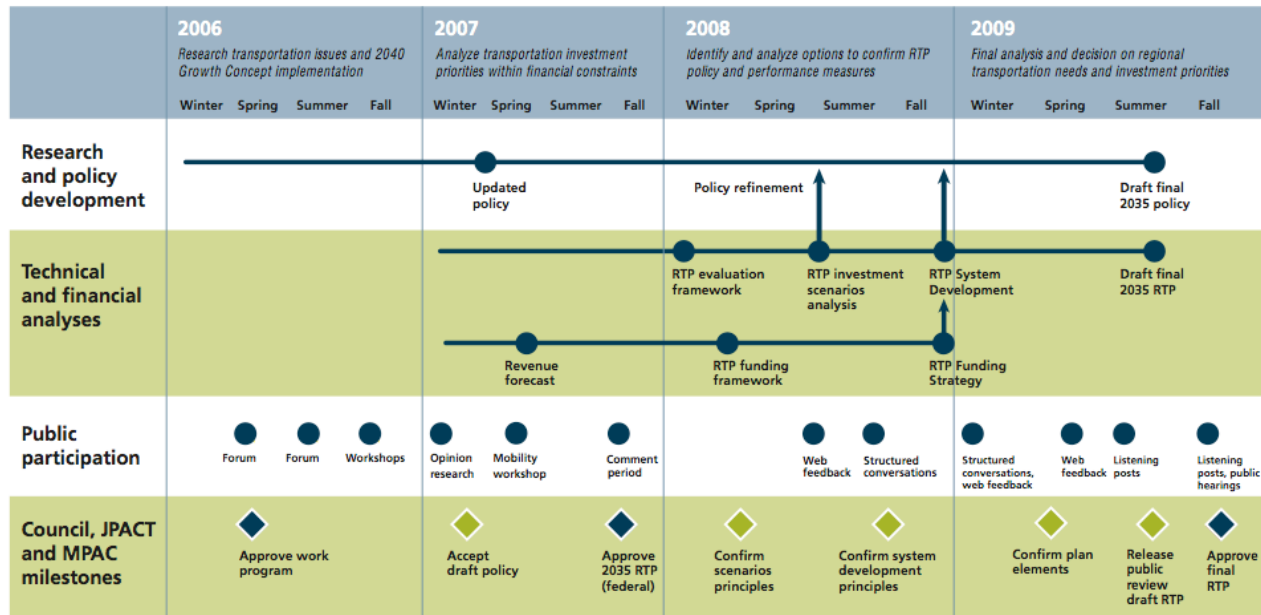 2006
Research transportation issues and 2040
Growth Concept implementation
Winter Spring Summer Fall
2007
Analyze transportation investment
priorities within financial constraints
Winter Spring Summer Fall
2008
Identify and analyze options to confirm RTP
policy and performance measures
Winter Spring Summer Fall
2009
Final analysis and decision on regional
transportation needs and investment priorities
Winter Spring Summer Fall
Research
and policy
development
Updated
policy
Policy refinement
Draft final
2035 policy
Technical
and financial
analyses
RTP evaluation
framework
RTP investment
scenarios
analysis
RTP System
Development
Draft final
2035 RTP
Revenue
forecast
RTP funding
framework
RTP Funding
Strategy
Public
participation
Forum
Forum
Workshops
Opinion
research
Mobility
workshop
Comment
period
Web
feedback
Structured
conversations
Structured
conversations,
web feedback
Web
feedback
Listening
posts
Listening
posts, public
hearings
Council, JPACT
and MPAC
milestones
Approve work
program
Accept
draft policy
Approve
2035 RTP
(federal)
Confirm
scenarios
principles
Confirm system
development
principles
Confirm plan
elements
Release
public
review
draft RTP
Approve
final
RTP